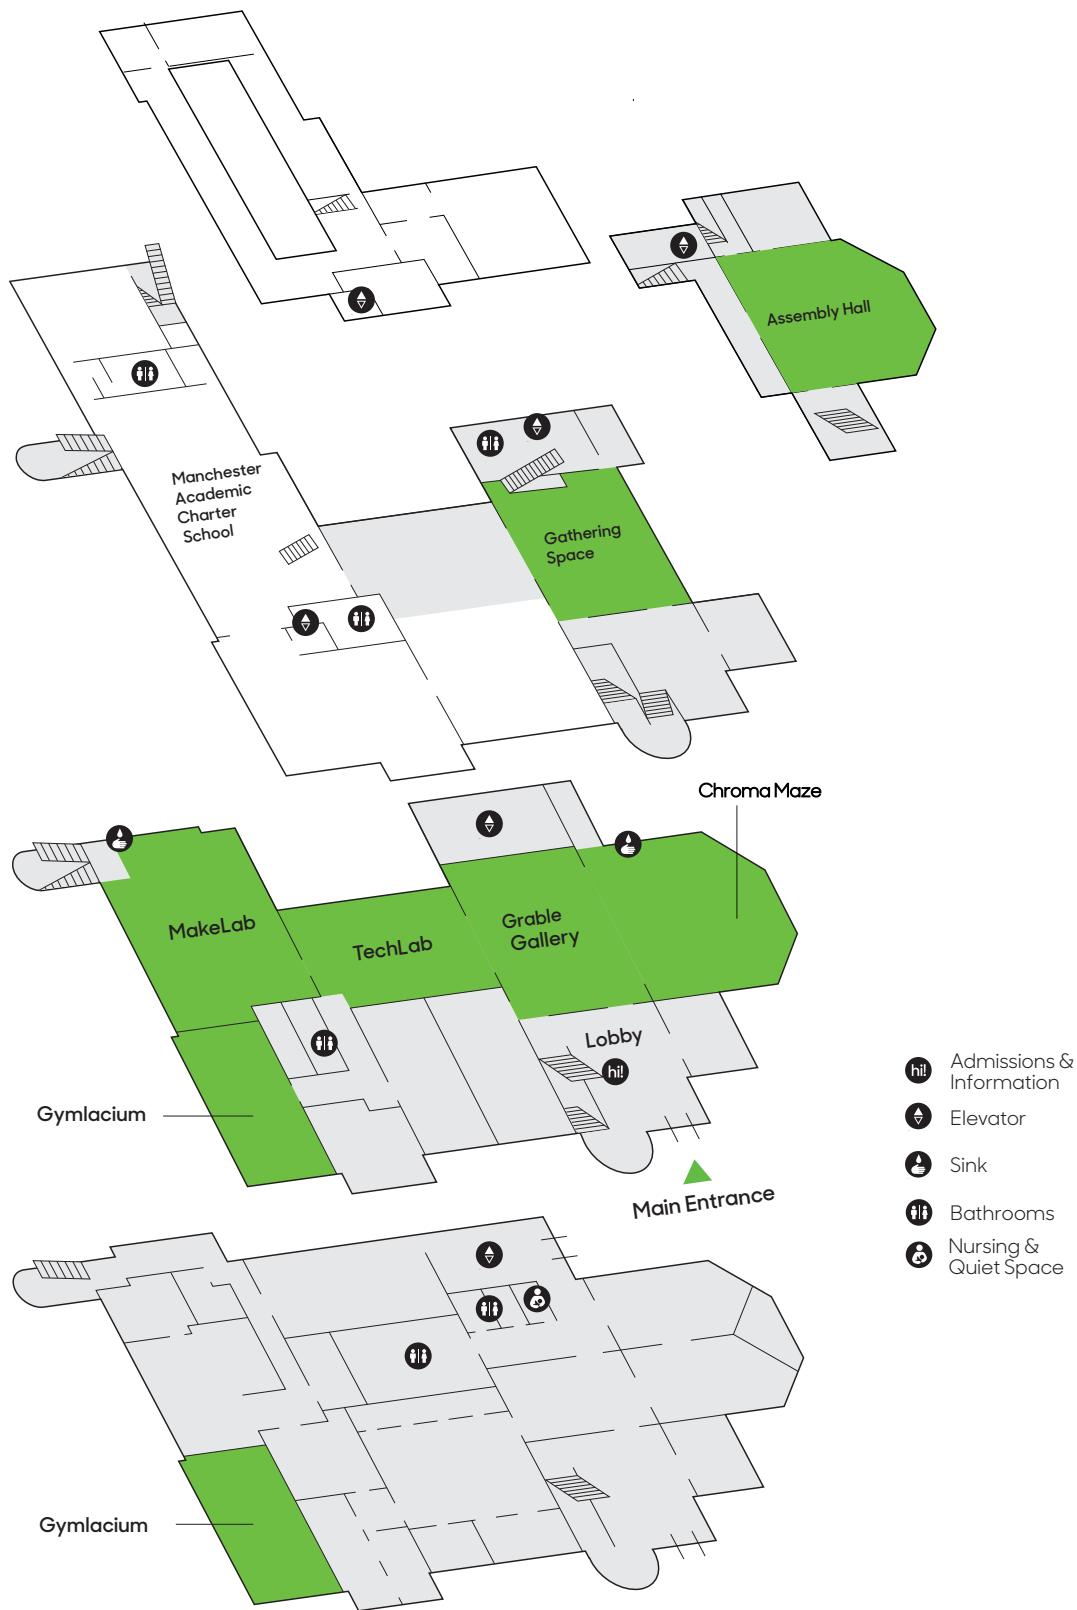 Assembly Hall
Manchester
Academic
Charter
School
Gathering
Space
Chroma Maze
MakeLab
TechLab
Grable
Gallery
Lobby
hi!
Gymlacium
Main Entrance
hi!
Admissions &
Information
Elevator
Sink
Bathrooms
Nursing &
Quiet Space
Gymlacium